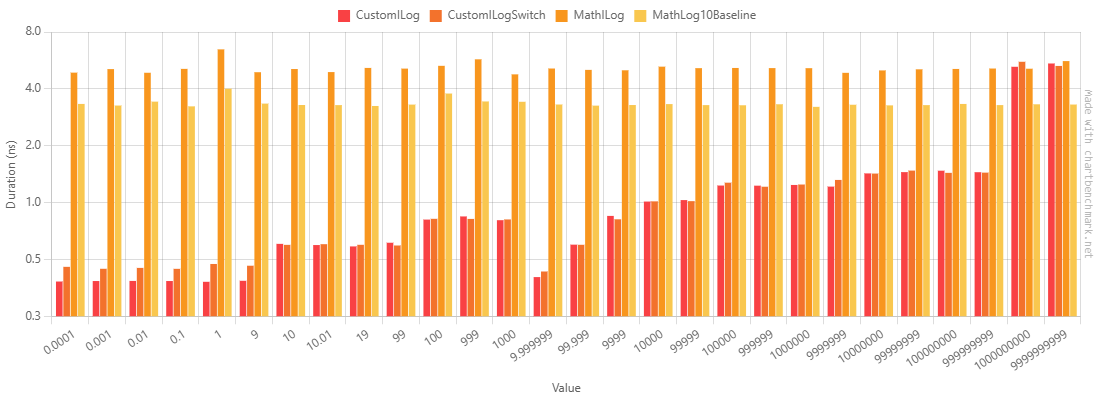 CustomILog CustomILogSwitch MathILog MathLog10Baseline
8.0
4.0
2.0
1.0
0.5
0.3
Duration (ns)
0.0001 0.001 0.01 0.1 1 9 10 10.01 19 99 100 999 1000 9.999999 99.999 9999 10000 99999 100000 999999 1000000 9999999 10000000 99999999 100000000 999999999 1000000000 9999999999
Value
Made with chartbenchmark.net